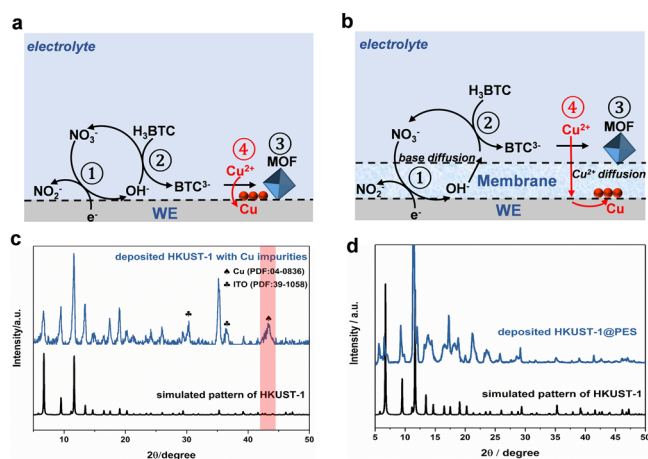 a
electrolyte
NO₃⁻
H₃BTC
④
③
Cu²⁺
MOF
①
②
NO₂⁻
OH⁻
BTC³⁻
Cu
e⁻
WE
b
electrolyte
H₃BTC
④
③
NO₃⁻
②
Cu²⁺
MOF
BTC³⁻
base diffusion
Cu²⁺ diffusion
NO₂⁻
①
OH⁻
Membrane
e⁻
WE
Cu
c
deposited HKUST-1 with Cu impurities
♠ Cu (PDF:04-0836)
♣ ITO (PDF:39-1058)
♣
♣
♠
simulated pattern of HKUST-1
Intensity/a.u.
10 20 30 40 50
2θ/degree
d
deposited HKUST-1@PES
simulated pattern of HKUST-1
Intensity / a.u.
5 10 15 20 25 30 35 40 45 50
2θ / degree